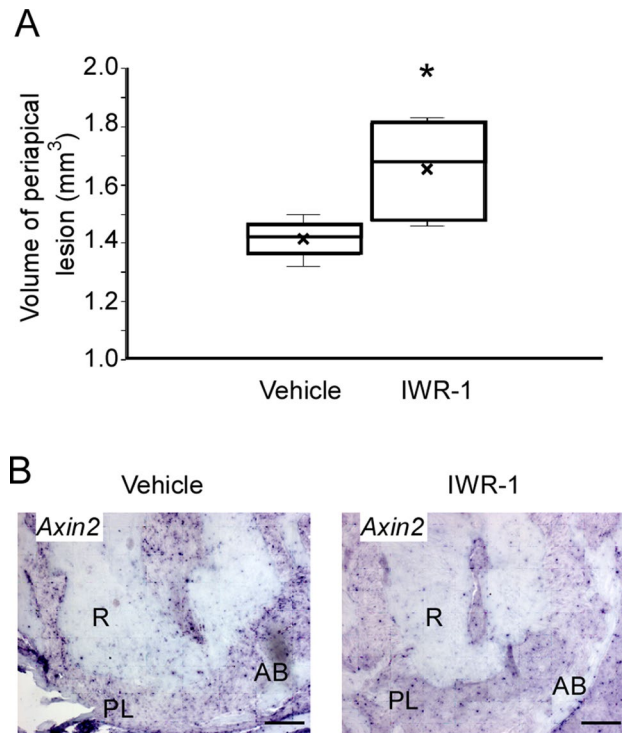 A
Volume of periapical
lesion (mm³)
2.0
*
1.8
1.6
1.4
1.2
1.0
Vehicle IWR-1
B
Vehicle IWR-1
Axin2 Axin2
R R
AB AB
PL PL